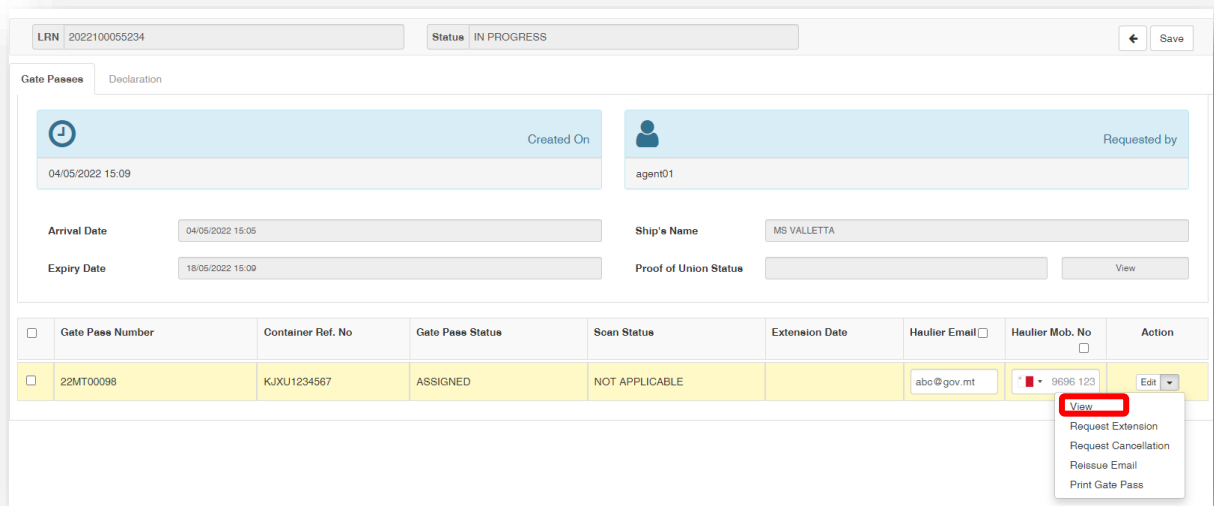 LRN 2022100055234 Status IN PROGRESS Save
Gate Passes Declaration
Created On Requested by
04/05/2022 15:09 agent01
Arrival Date 04/05/2022 15:05 Ship's Name MS VALLETTA
Expiry Date 18/05/2022 15:09 Proof of Union Status View
Gate Pass Number Container Ref. No Gate Pass Status Scan Status Extension Date Haulier Email Haulier Mob. No Action
22MT00098 KJXU1234567 ASSIGNED NOT APPLICABLE abc@gov.mt 9696 123 Edit
View
Request Extension
Request Cancellation
Reissue Email
Print Gate Pass